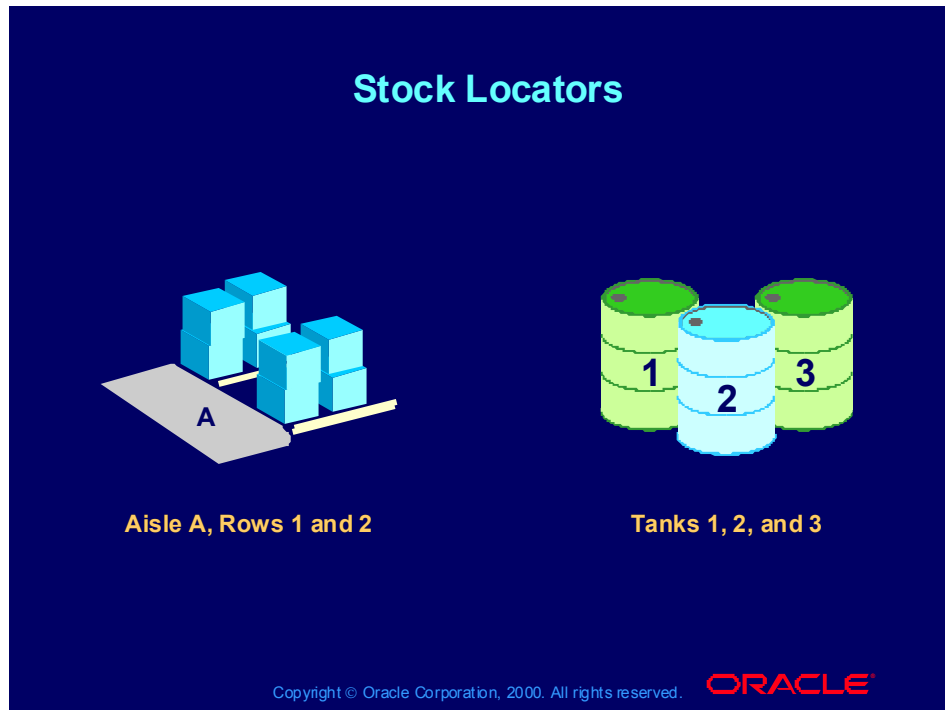 Stock Locators
A
1
2
3
Aisle A, Rows 1 and 2
Tanks 1, 2, and 3
Copyright © Oracle Corporation, 2000. All rights reserved.
ORACLE®